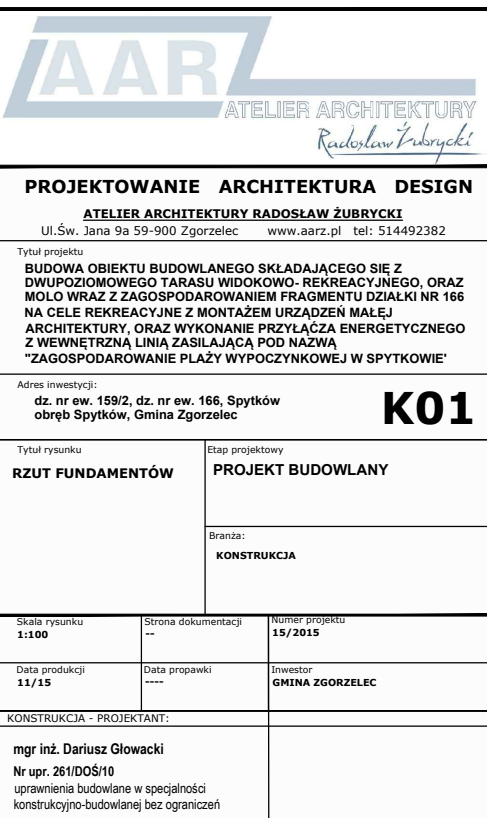 AARZ
ATELIER ARCHITEKTURY
Radosław Żubrycki
PROJEKTOWANIE ARCHITEKTURA DESIGN
ATELIER ARCHITEKTURY RADOSŁAW ŻUBRYCKI
Ul.Św. Jana 9a 59-900 Zgorzelec www.aarz.pl tel: 514492382
Tytuł projektu
BUDOWA OBIEKTU BUDOWLANEGO SKŁADAJĄCEGO SIĘ Z
DWUPOZIOMOWEGO TARASU WIDOKOWO- REKREACYJNEGO, ORAZ
MOLO WRAZ Z ZAGOSPODAROWANIEM FRAGMENTU DZIAŁKI NR 166
NA CELE REKREACYJNE Z MONTAŻEM URZĄDZEŃ MAŁEJ
ARCHITEKTURY, ORAZ WYKONANIE PRZYŁĄĆZA ENERGETYCZNEGO
Z WEWNĘTRZNĄ LINIĄ ZASILAJĄCĄ POD NAZWĄ
"ZAGOSPODAROWANIE PLAŻY WYPOCZYNKOWEJ W SPYTKOWIE'
Adres inwestycji:
dz. nr ew. 159/2, dz. nr ew. 166, Spytków
obręb Spytków, Gmina Zgorzelec
K01
Tytuł rysunku
RZUT FUNDAMENTÓW
Etap projektowy
PROJEKT BUDOWLANY
Branża:
KONSTRUKCJA
Skala rysunku
1:100
Strona dokumentacji
--
Numer projektu
15/2015
Data produkcji
11/15
Data propawki
----
Inwestor
GMINA ZGORZELEC
KONSTRUKCJA - PROJEKTANT:
mgr inż. Dariusz Głowacki
Nr upr. 261/DOŚ/10
uprawnienia budowlane w specjalności
konstrukcyjno-budowlanej bez ograniczeń